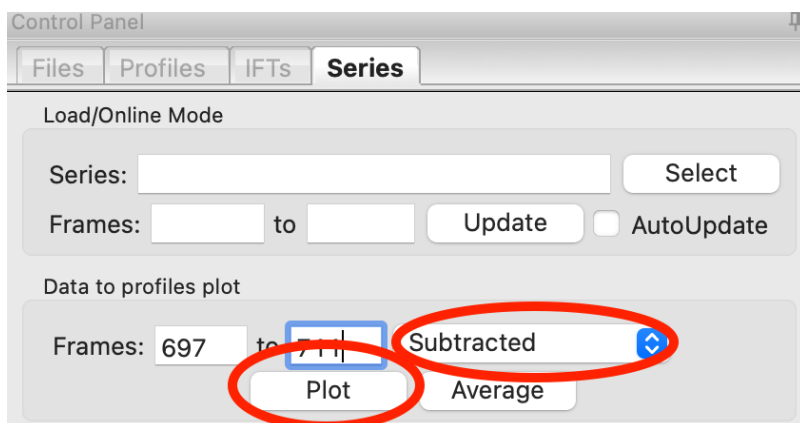 Control Panel
Files Profiles IFTs Series
Load/Online Mode
Series: Select
Frames: to Update AutoUpdate
Data to profiles plot
Frames: 697 to Subtracted
Plot Average